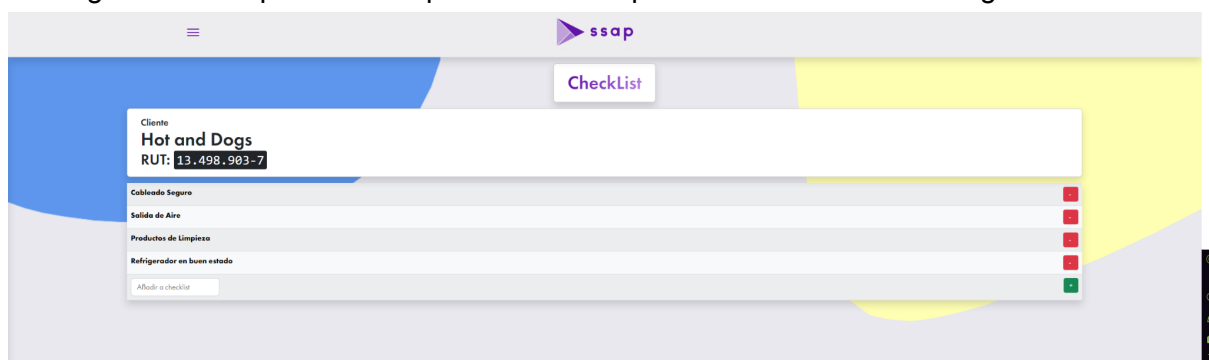 ssap
CheckList
Cliente
Hot and Dogs
RUT: 13.498.903-7
Cableado Seguro
-
Salida de Aire
-
Productos de Limpieza
-
Refrigerador en buen estado
-
Añadir a checklist
+